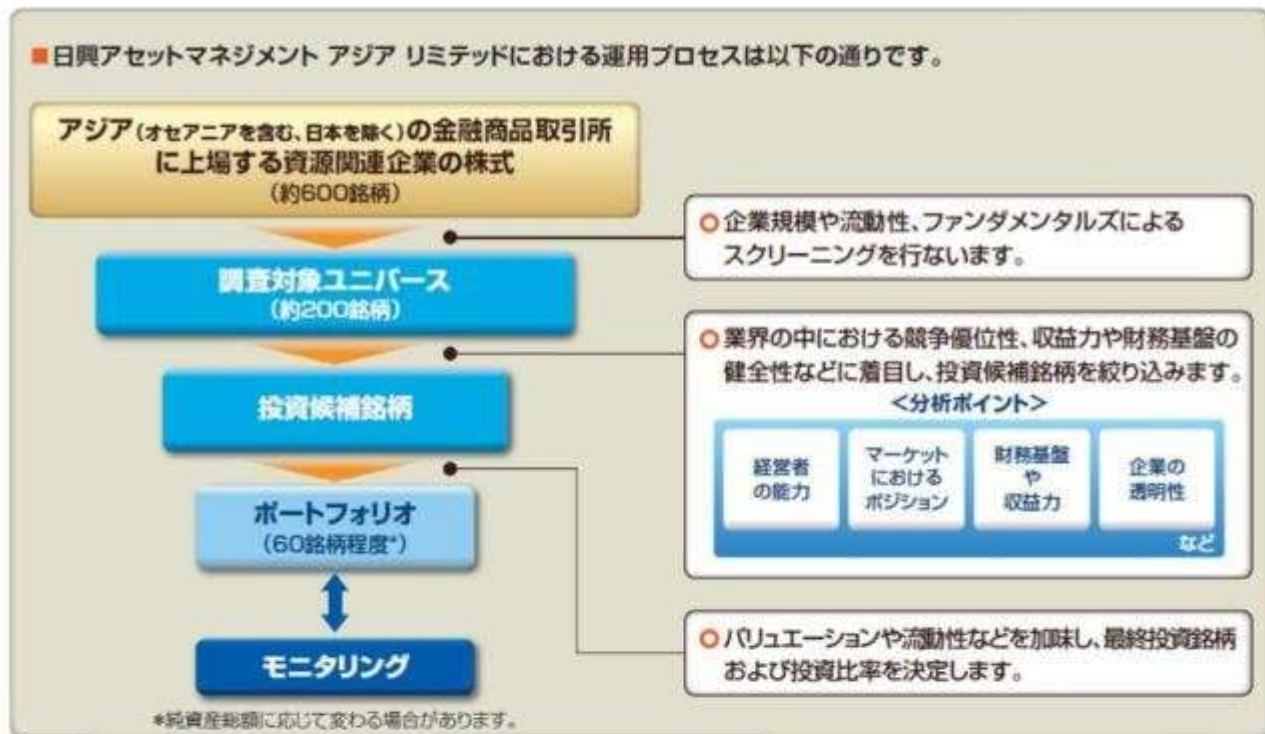 ■日興アセットマネジメント アジア リミテッドにおける運用プロセスは以下の通りです。
アジア(オセアニアを含む、日本を除く)の金融商品取引所
に上場する資源関連企業の株式
(約600銘柄)
○企業規模や流動性、ファンダメンタルズによる
スクリーニングを行ないます。
調査対象ユニバース
(約200銘柄)
○業界の中における競争優位性、収益力や財務基盤の
健全性などに着目し、投資候補銘柄を絞り込みます。
<分析ポイント>
経営者
の能力
マーケット
における
ポジション
財務基盤
や
収益力
企業の
透明性
など
投資候補銘柄
ポートフォリオ
(60銘柄程度*)
○バリュエーションや流動性などを加味し、最終投資銘柄
および投資比率を決定します。
モニタリング
*純資産総額に応じて変わる場合があります。